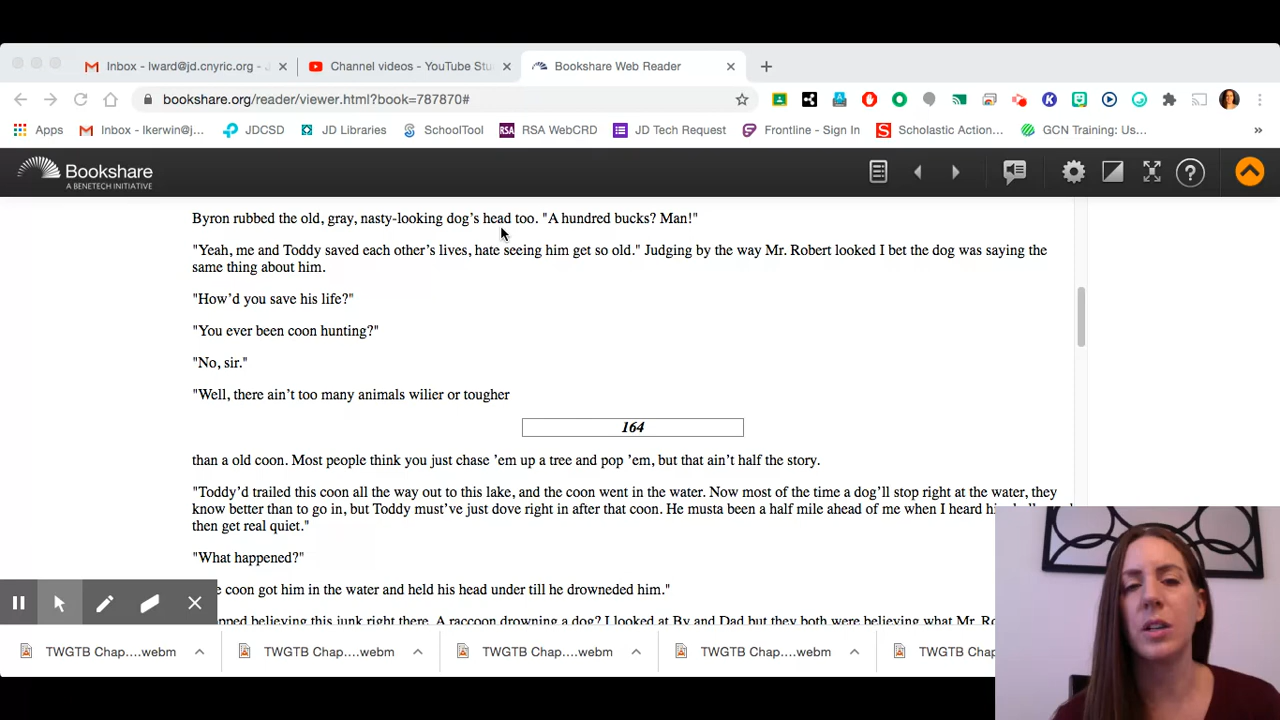 Inbox - lward@jd.cnyric.org -
Channel videos - YouTube Stu
Bookshare Web Reader
bookshare.org/reader/viewer.html?book=787870#
Apps
Inbox - lkerwin@j...
JDCSD
JD Libraries
SchoolTool
RSA RSA WebCRD
JD Tech Request
Frontline - Sign In
S Scholastic Action...
GCN Training: Us...
»
Bookshare
A BENETECH INITIATIVE
Byron rubbed the old, gray, nasty-looking dog’s head too. "A hundred bucks? Man!"
"Yeah, me and Toddy saved each other’s lives, hate seeing him get so old." Judging by the way Mr. Robert looked I bet the dog was saying the
same thing about him.
"How’d you save his life?"
"You ever been coon hunting?"
"No, sir."
"Well, there ain’t too many animals wilier or tougher
164
than a old coon. Most people think you just chase ’em up a tree and pop ’em, but that ain’t half the story.
"Toddy’d trailed this coon all the way out to this lake, and the coon went in the water. Now most of the time a dog’ll stop right at the water, they
know better than to go in, but Toddy must’ve just dove right in after that coon. He musta been a half mile ahead of me when I heard
then get real quiet."
"What happened?"
coon got him in the water and held his head under till he drowneded him."
believing this junk right there. A raccoon drowning a dog? I looked at By and Dad but they both were believing what Mr.
TWGTB Chap....webm
TWGTB Chap....webm
TWGTB Chap....webm
TWGTB Chap....webm
TWGTB Chap